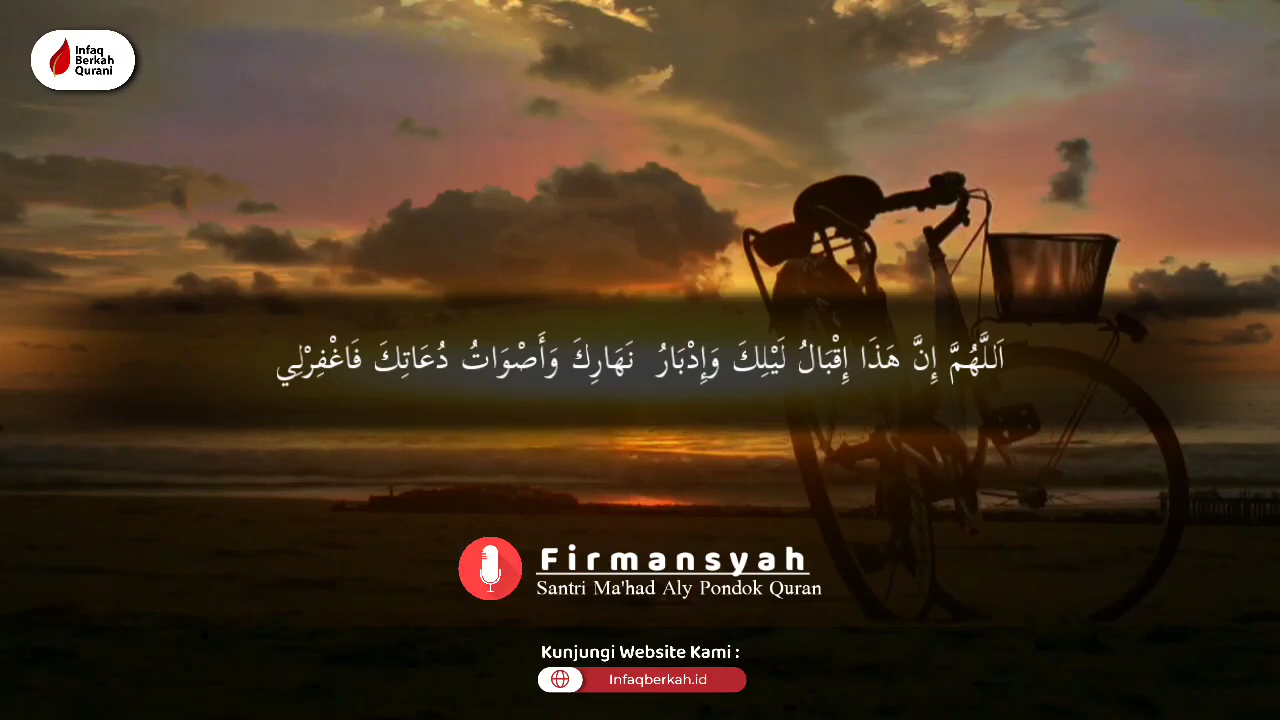 Infaq
Berkah
Qurani
اَللَّهُمَّ إِنَّ هَذَا إِقْبَالُ لَيْلِكَ وَإِدْبَارُ نَهَارِكَ وَأَصْوَاتُ دُعَاتِكَ فَاغْفِرْلِي
Firmansyah
Santri Ma'had Aly Pondok Quran
Kunjungi Website Kami :
Infaqberkah.id